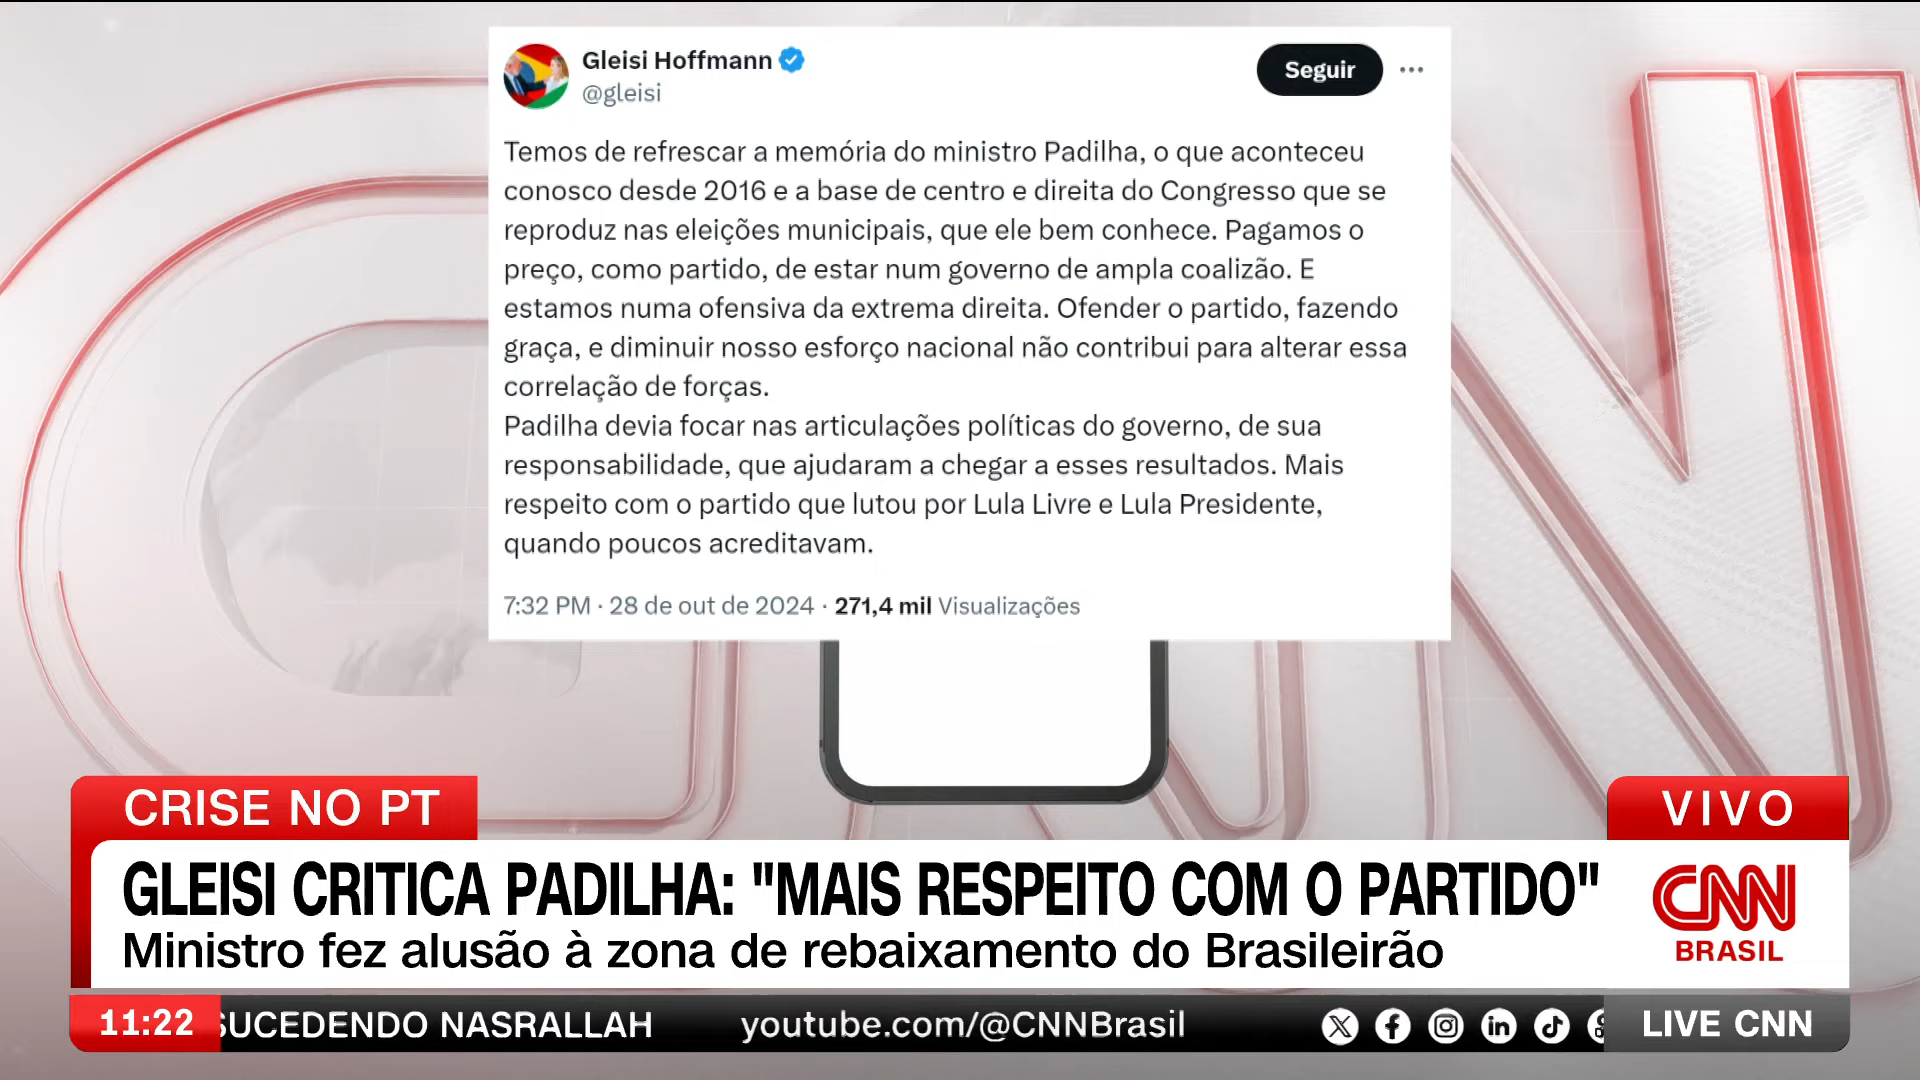 Gleisi Hoffmann
@gleisi
Seguir
Temos de refrescar a memória do ministro Padilha, o que aconteceu
conosco desde 2016 e a base de centro e direita do Congresso que se
reproduz nas eleições municipais, que ele bem conhece. Pagamos o
preço, como partido, de estar num governo de ampla coalizão. E
estamos numa ofensiva da extrema direita. Ofender o partido, fazendo
graça, e diminuir nosso esforço nacional não contribui para alterar essa
correlação de forças.
Padilha devia focar nas articulações políticas do governo, de sua
responsabilidade, que ajudaram a chegar a esses resultados. Mais
respeito com o partido que lutou por Lula Livre e Lula Presidente,
quando poucos acreditavam.
7:32 PM · 28 de out de 2024 · 271,4 mil Visualizações
CRISE NO PT
VIVO
GLEISI CRITICA PADILHA: "MAIS RESPEITO COM O PARTIDO"
Ministro fez alusão à zona de rebaixamento do Brasileirão
CNN
BRASIL
11:22
SUCEDENDO NASRALLAH
youtube.com/@CNNBrasil
LIVE CNN